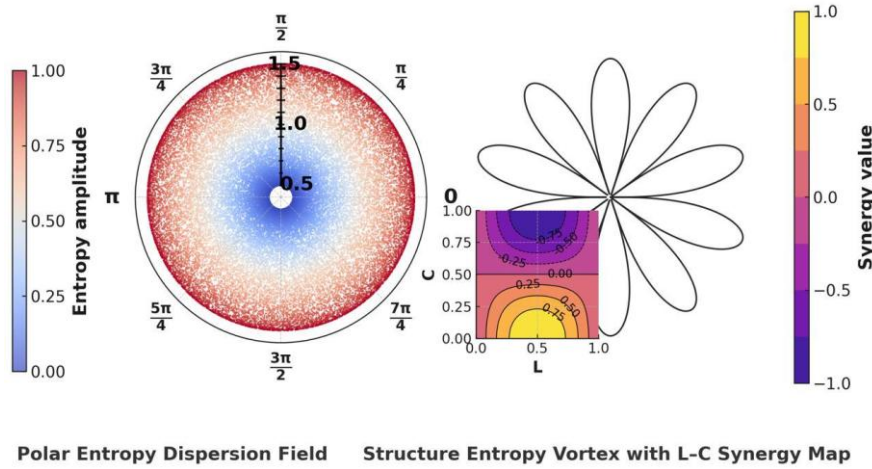 π/2
3π/4
π/4
π
0
5π/4
7π/4
3π/2
1.5
1.0
0.5
1.00
0.75
0.50
0.25
0.00
Entropy amplitude
1.00
0.75
0.50
0.25
0.00
C
0.0
0.5
1.0
L
-0.75
-0.50
-0.25
0.00
0.25
0.50
0.75
1.0
0.5
0.0
−0.5
−1.0
Synergy value
Polar Entropy Dispersion Field
Structure Entropy Vortex with L–C Synergy Map